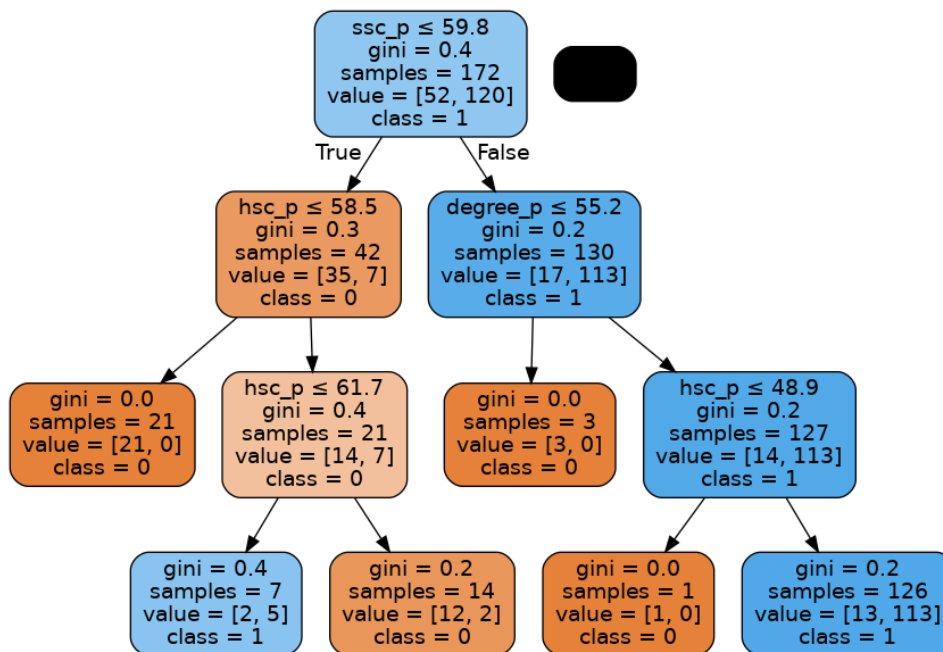 ssc_p ≤ 59.8
gini = 0.4
samples = 172
value = [52, 120]
class = 1
True
False
hsc_p ≤ 58.5
gini = 0.3
samples = 42
value = [35, 7]
class = 0
degree_p ≤ 55.2
gini = 0.2
samples = 130
value = [17, 113]
class = 1
gini = 0.0
samples = 21
value = [21, 0]
class = 0
hsc_p ≤ 61.7
gini = 0.4
samples = 21
value = [14, 7]
class = 0
gini = 0.0
samples = 3
value = [3, 0]
class = 0
hsc_p ≤ 48.9
gini = 0.2
samples = 127
value = [14, 113]
class = 1
gini = 0.4
samples = 7
value = [2, 5]
class = 1
gini = 0.2
samples = 14
value = [12, 2]
class = 0
gini = 0.0
samples = 1
value = [1, 0]
class = 0
gini = 0.2
samples = 126
value = [13, 113]
class = 1